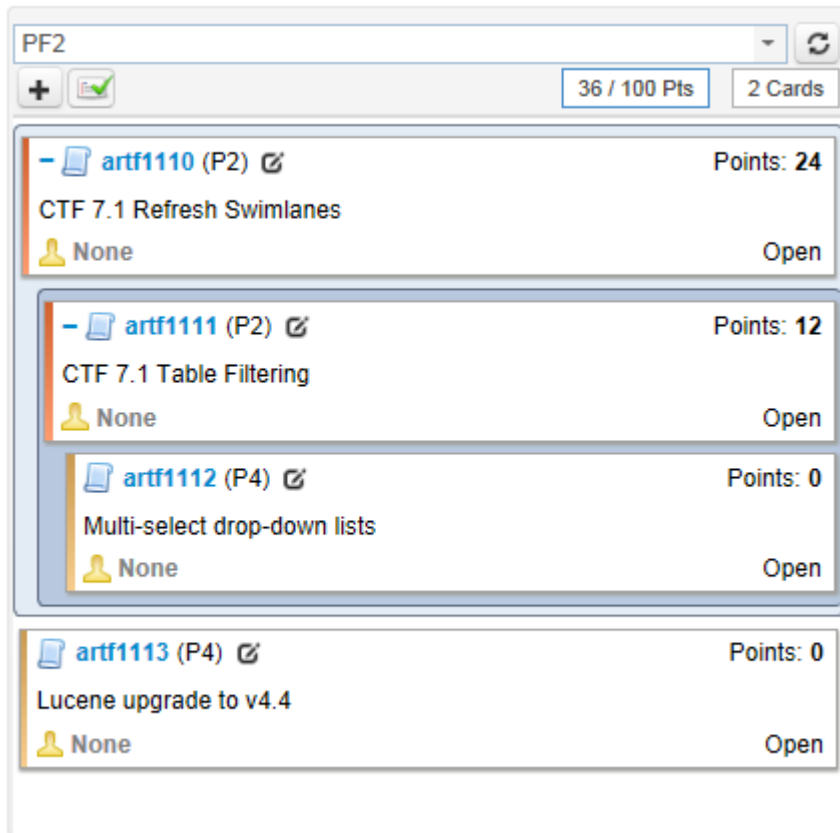 PF2
36 / 100 Pts 2 Cards
artf1110 (P2) Points: 24
CTF 7.1 Refresh Swimlanes
None Open
artf1111 (P2) Points: 12
CTF 7.1 Table Filtering
None Open
artf1112 (P4) Points: 0
Multi-select drop-down lists
None Open
artf1113 (P4) Points: 0
Lucene upgrade to v4.4
None Open